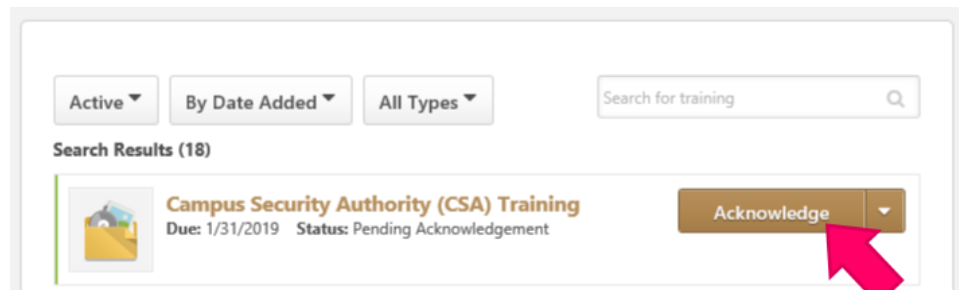 Active By Date Added All Types Search for training
Search Results (18)
Campus Security Authority (CSA) Training
Due: 1/31/2019 Status: Pending Acknowledgement
Acknowledge